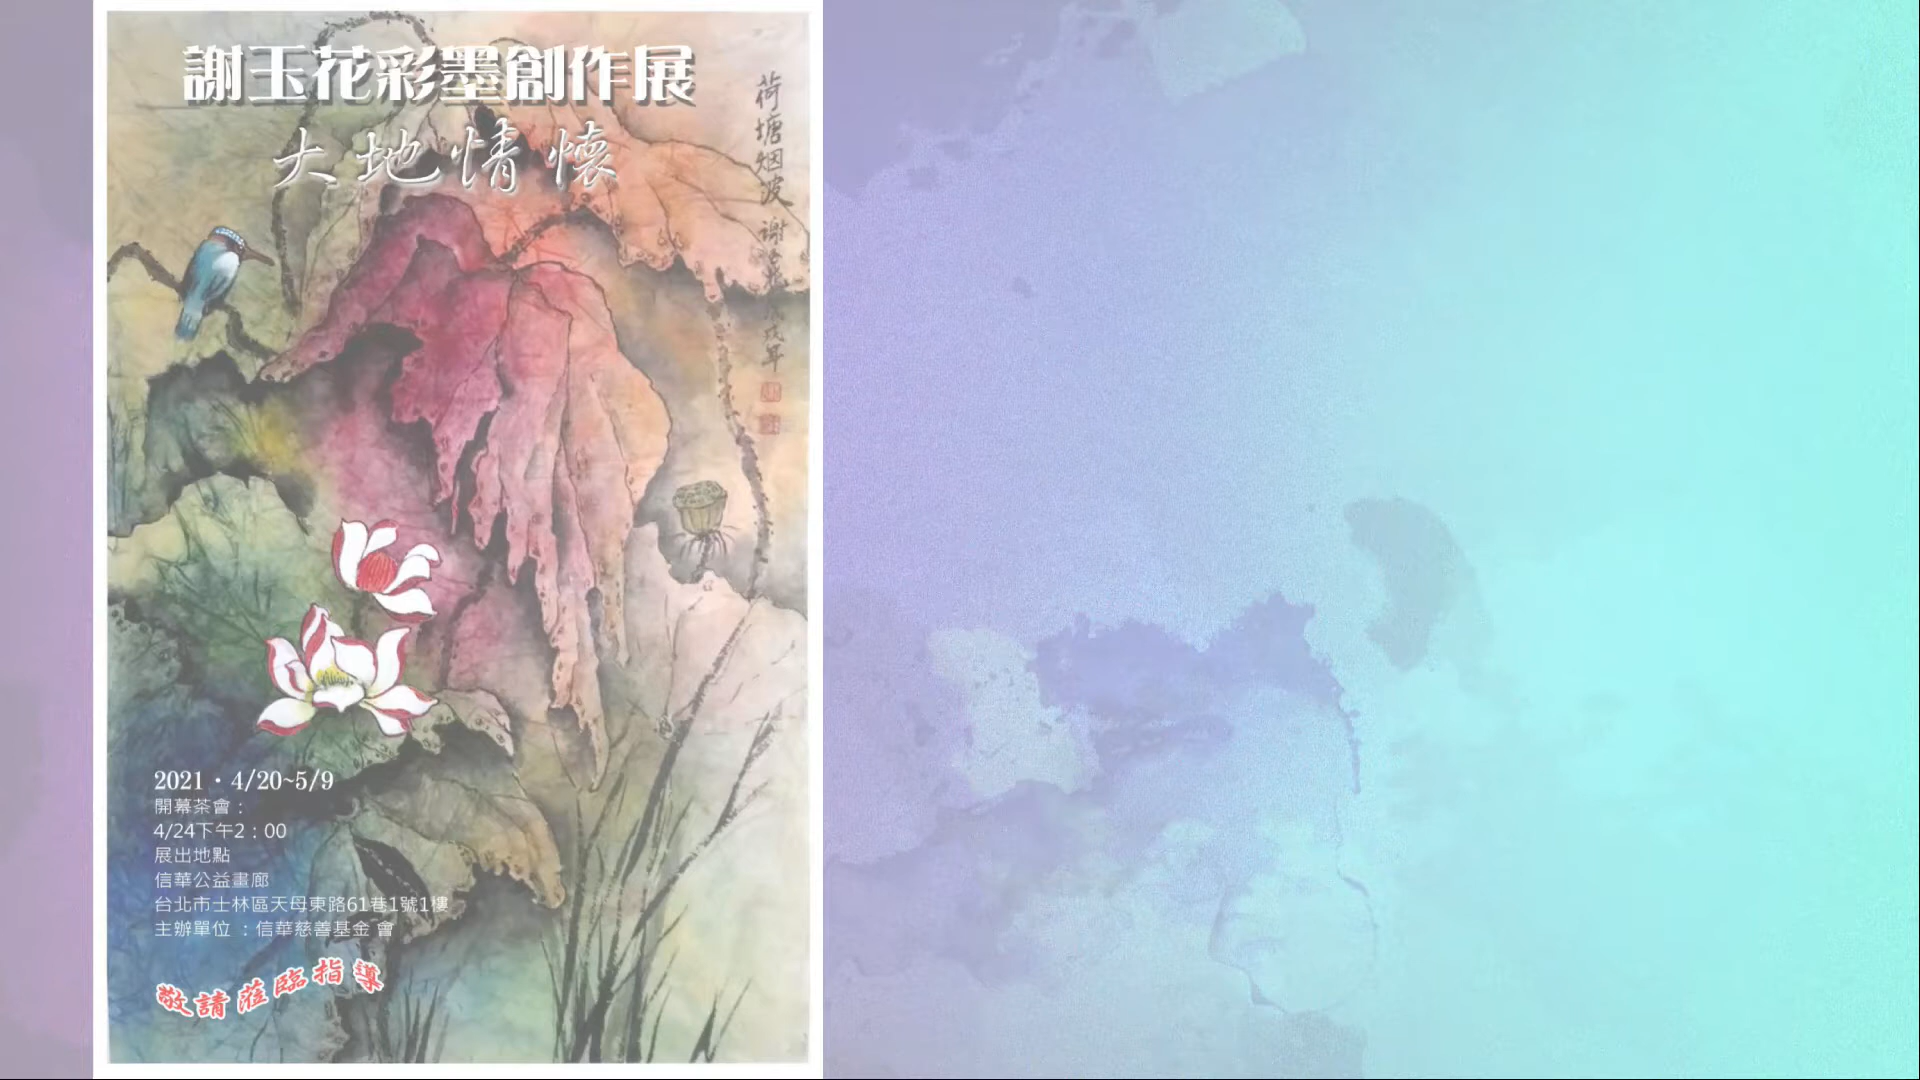 謝玉花彩墨創作展
大地情懷
荷塘烟波
2021·4/20~5/9
開幕茶會：
4/24下午2：00
展出地點
信華公益畫廊
台北市士林區天母東路61巷1號1樓
主辦單位 ：信華慈善基金 會
敬請蒞臨指導